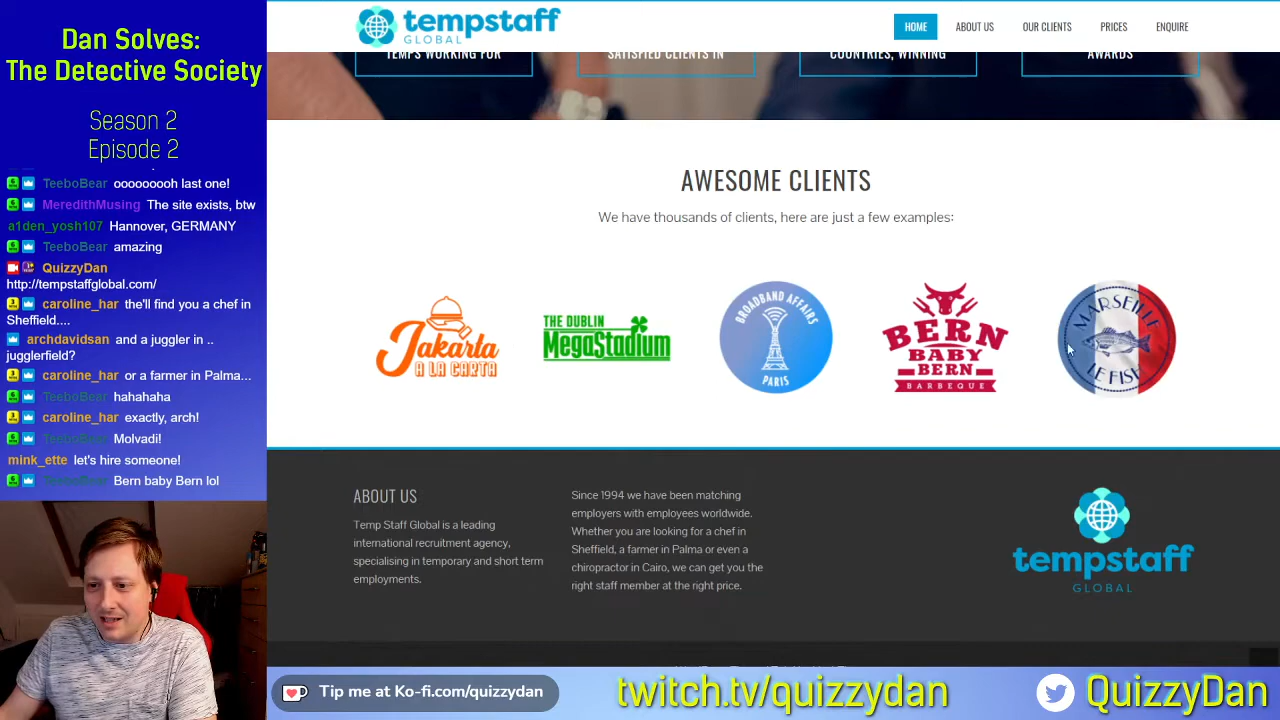 Dan Solves:
The Detective Society
Season 2
Episode 2
TeeboBear ooooooooh last one!
MeredithMusing The site exists, btw
a1den_yosh107 Hannover, GERMANY
TeeboBear amazing
QuizzyDan
http://tempstaffglobal.com/
caroline_har the'll find you a chef in
Sheffield....
archdavidsan and a juggler in ..
jugglerfield?
caroline_har or a farmer in Palma...
TeeboBear hahahaha
caroline_har exactly, arch!
TeeboBear Molvadi!
mink_ette let's hire someone!
TeeboBear Bern baby Bern lol
tempstaff
GLOBAL
HOME ABOUT US OUR CLIENTS PRICES ENQUIRE
TEMPS WORKING FOR SATISFIED CLIENTS IN COUNTRIES, WINNING AWARDS
AWESOME CLIENTS
We have thousands of clients, here are just a few examples:
Jakarta
A LA CARTA
THE DUBLIN
MegaStadium
BROADBAND AFFAIRS
PARIS
BERN
BABY
BERN
BARBEQUE
MARSEILLE
LE FISH
ABOUT US
Temp Staff Global is a leading
international recruitment agency,
specialising in temporary and short term
employments.
Since 1994 we have been matching
employers with employees worldwide.
Whether you are looking for a chef in
Sheffield, a farmer in Palma or even a
chiropractor in Cairo, we can get you the
right staff member at the right price.
tempstaff
GLOBAL
Tip me at Ko-fi.com/quizzydan
twitch.tv/quizzydan
QuizzyDan